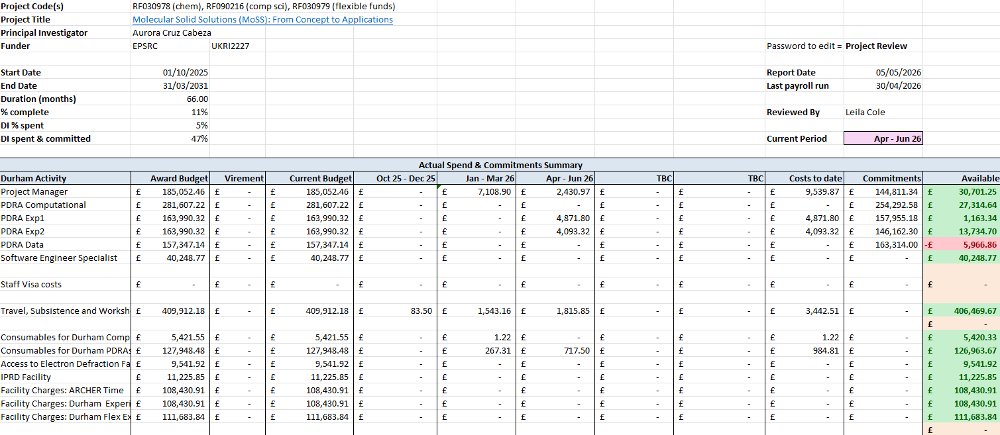 Project Code(s) RF030978 (chem), RF090216 (comp sci), RF030979 (flexible funds)
Project Title Molecular Solid Solutions (MoSS): From Concept to Applications
Principal Investigator Aurora Cruz Cabeza
Funder EPSRC UKRI2227 Password to edit = Project Review
Start Date 01/10/2025 Report Date 05/05/2026
End Date 31/03/2031 Last payroll run 30/04/2026
Duration (months) 66.00
% complete 11% Reviewed By Leila Cole
DI % spent 5%
DI spent & committed 47% Current Period Apr - Jun 26
Actual Spend & Commitments Summary
Durham Activity Award Budget Virement Current Budget Oct 25 - Dec 25 Jan - Mar 26 Apr - Jun 26 TBC TBC Costs to date Commitments Available
Project Manager £ 185,052.46 £ - £ 185,052.46 £ - £ 7,108.90 £ 2,430.97 £ - £ - £ 9,539.87 £ 144,811.34 £ 30,701.25
PDRA Computational £ 281,607.22 £ - £ 281,607.22 £ - £ - £ - £ - £ - £ - £ 254,292.58 £ 27,314.64
PDRA Exp1 £ 163,990.32 £ - £ 163,990.32 £ - £ - £ 4,871.80 £ - £ - £ 4,871.80 £ 157,955.18 £ 1,163.34
PDRA Exp2 £ 163,990.32 £ - £ 163,990.32 £ - £ - £ 4,093.32 £ - £ - £ 4,093.32 £ 146,162.30 £ 13,734.70
PDRA Data £ 157,347.14 £ - £ 157,347.14 £ - £ - £ - £ - £ - £ - £ 163,314.00 -£ 5,966.86
Software Engineer Specialist £ 40,248.77 £ - £ 40,248.77 £ - £ - £ - £ - £ - £ - £ - £ 40,248.77
Staff Visa costs £ - £ - £ - £ - £ - £ - £ - £ - £ - £ - £ -
Travel, Subsistence and Worksh £ 409,912.18 £ - £ 409,912.18 £ 83.50 £ 1,543.16 £ 1,815.85 £ - £ - £ 3,442.51 £ - £ 406,469.67
£ -
Consumables for Durham Comp £ 5,421.55 £ - £ 5,421.55 £ - £ 1.22 £ - £ - £ - £ 1.22 £ - £ 5,420.33
Consumables for Durham PDRAs £ 127,948.48 £ - £ 127,948.48 £ - £ 267.31 £ 717.50 £ - £ - £ 984.81 £ - £ 126,963.67
Access to Electron Defraction Fa £ 9,541.92 £ - £ 9,541.92 £ - £ - £ - £ - £ - £ - £ - £ 9,541.92
IPRD Facility £ 11,225.85 £ - £ 11,225.85 £ - £ - £ - £ - £ - £ - £ - £ 11,225.85
Facility Charges: ARCHER Time £ 108,430.91 £ - £ 108,430.91 £ - £ - £ - £ - £ - £ - £ - £ 108,430.91
Facility Charges: Durham Experi £ 108,430.91 £ - £ 108,430.91 £ - £ - £ - £ - £ - £ - £ - £ 108,430.91
Facility Charges: Durham Flex Ex £ 111,683.84 £ - £ 111,683.84 £ - £ - £ - £ - £ - £ - £ - £ 111,683.84
£ -